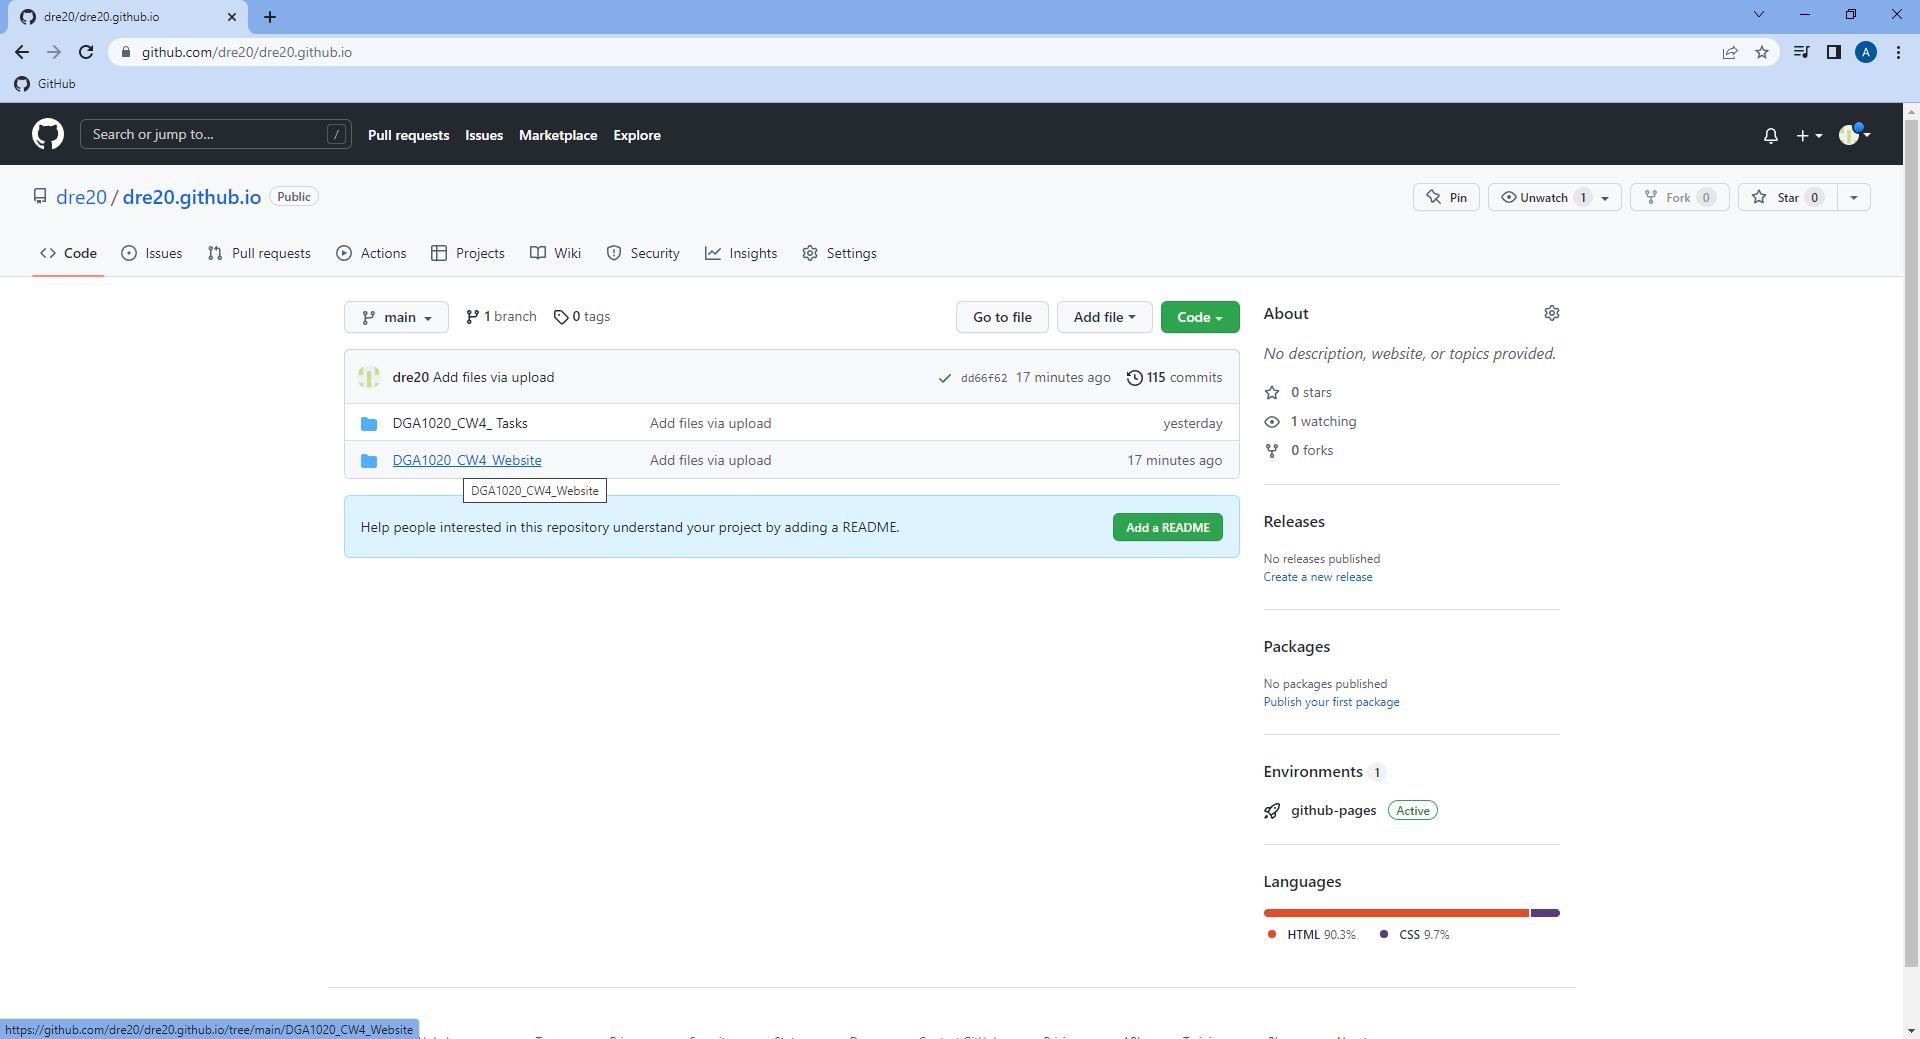 dre20/dre20.github.io
github.com/dre20/dre20.github.io
A
GitHub
Search or jump to... /
Pull requests Issues Marketplace Explore
dre20 / dre20.github.io Public
Pin Unwatch 1 Fork 0 Star 0
Code Issues Pull requests Actions Projects Wiki Security Insights Settings
main 1 branch 0 tags Go to file Add file Code
dre20 Add files via upload dd66f62 17 minutes ago 115 commits
DGA1020_CW4_ Tasks Add files via upload yesterday
DGA1020_CW4_Website Add files via upload 17 minutes ago
DGA1020_CW4_Website
Help people interested in this repository understand your project by adding a README. Add a README
About
No description, website, or topics provided.
0 stars
1 watching
0 forks
Releases
No releases published
Create a new release
Packages
No packages published
Publish your first package
Environments 1
github-pages Active
Languages
HTML 90.3% CSS 9.7%
https://github.com/dre20/dre20.github.io/tree/main/DGA1020_CW4_Website